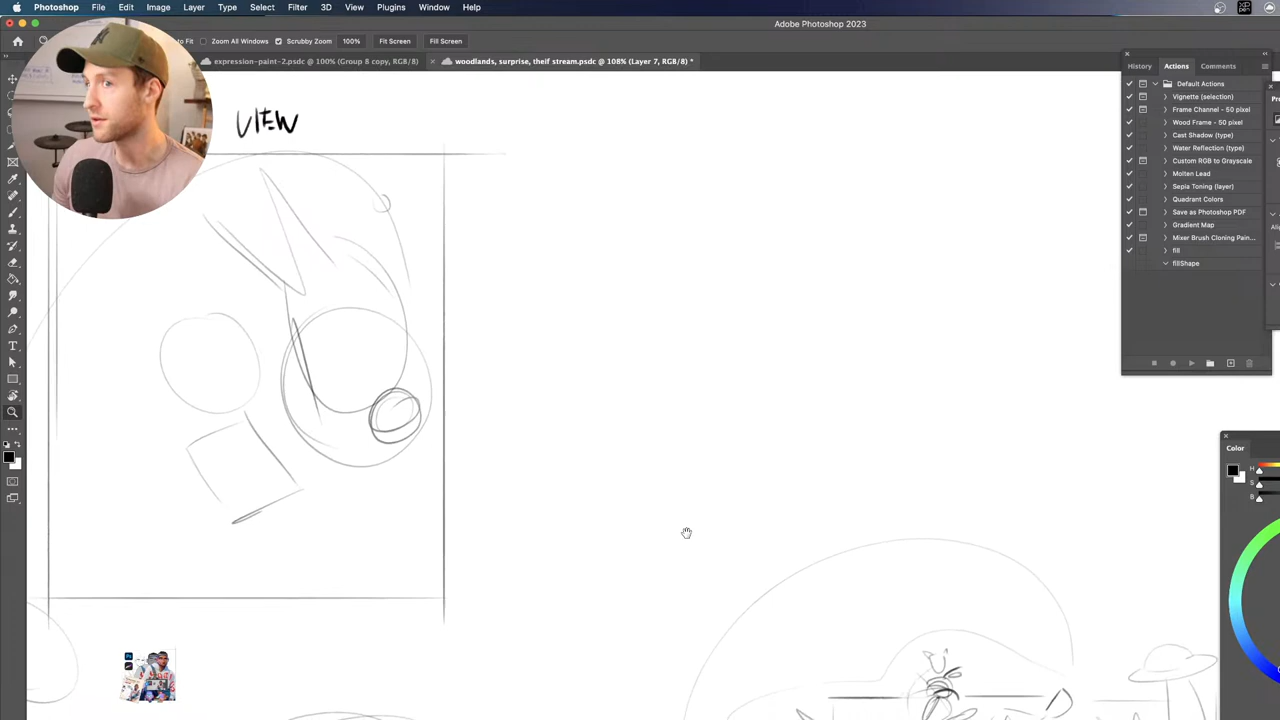 Photoshop File Edit Image Layer Type Select Filter 3D View Plugins Window Help
Adobe Photoshop 2023
to Fit Zoom All Windows Scrubby Zoom 100% Fit Screen Fill Screen
expression-paint-2.psdc @ 100% (Group 8 copy, RGB/8) woodlands, surprise, theif stream.psdc @ 108% (Layer 7, RGB/8) *
History Actions Comments
Default Actions
Vignette (selection)
Frame Channel - 50 pixel
Wood Frame - 50 pixel
Cast Shadow (type)
Water Reflection (type)
Custom RGB to Grayscale
Molten Lead
Sepia Toning (layer)
Quadrant Colors
Save as Photoshop PDF
Gradient Map
Mixer Brush Cloning Pain...
fill
fillShape
VIEW
Color
H
S
B